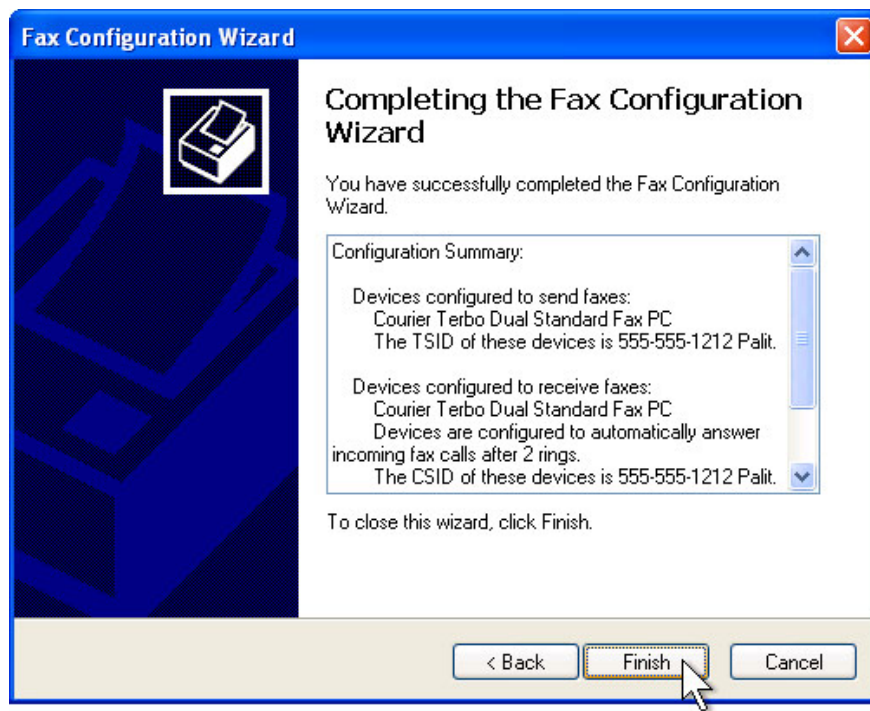 Fax Configuration Wizard
Completing the Fax Configuration
Wizard
You have successfully completed the Fax Configuration
Wizard.
Configuration Summary:
Devices configured to send faxes:
Courier Terbo Dual Standard Fax PC
The TSID of these devices is 555-555-1212 Palit.
Devices configured to receive faxes:
Courier Terbo Dual Standard Fax PC
Devices are configured to automatically answer
incoming fax calls after 2 rings.
The CSID of these devices is 555-555-1212 Palit.
To close this wizard, click Finish.
< Back Finish Cancel